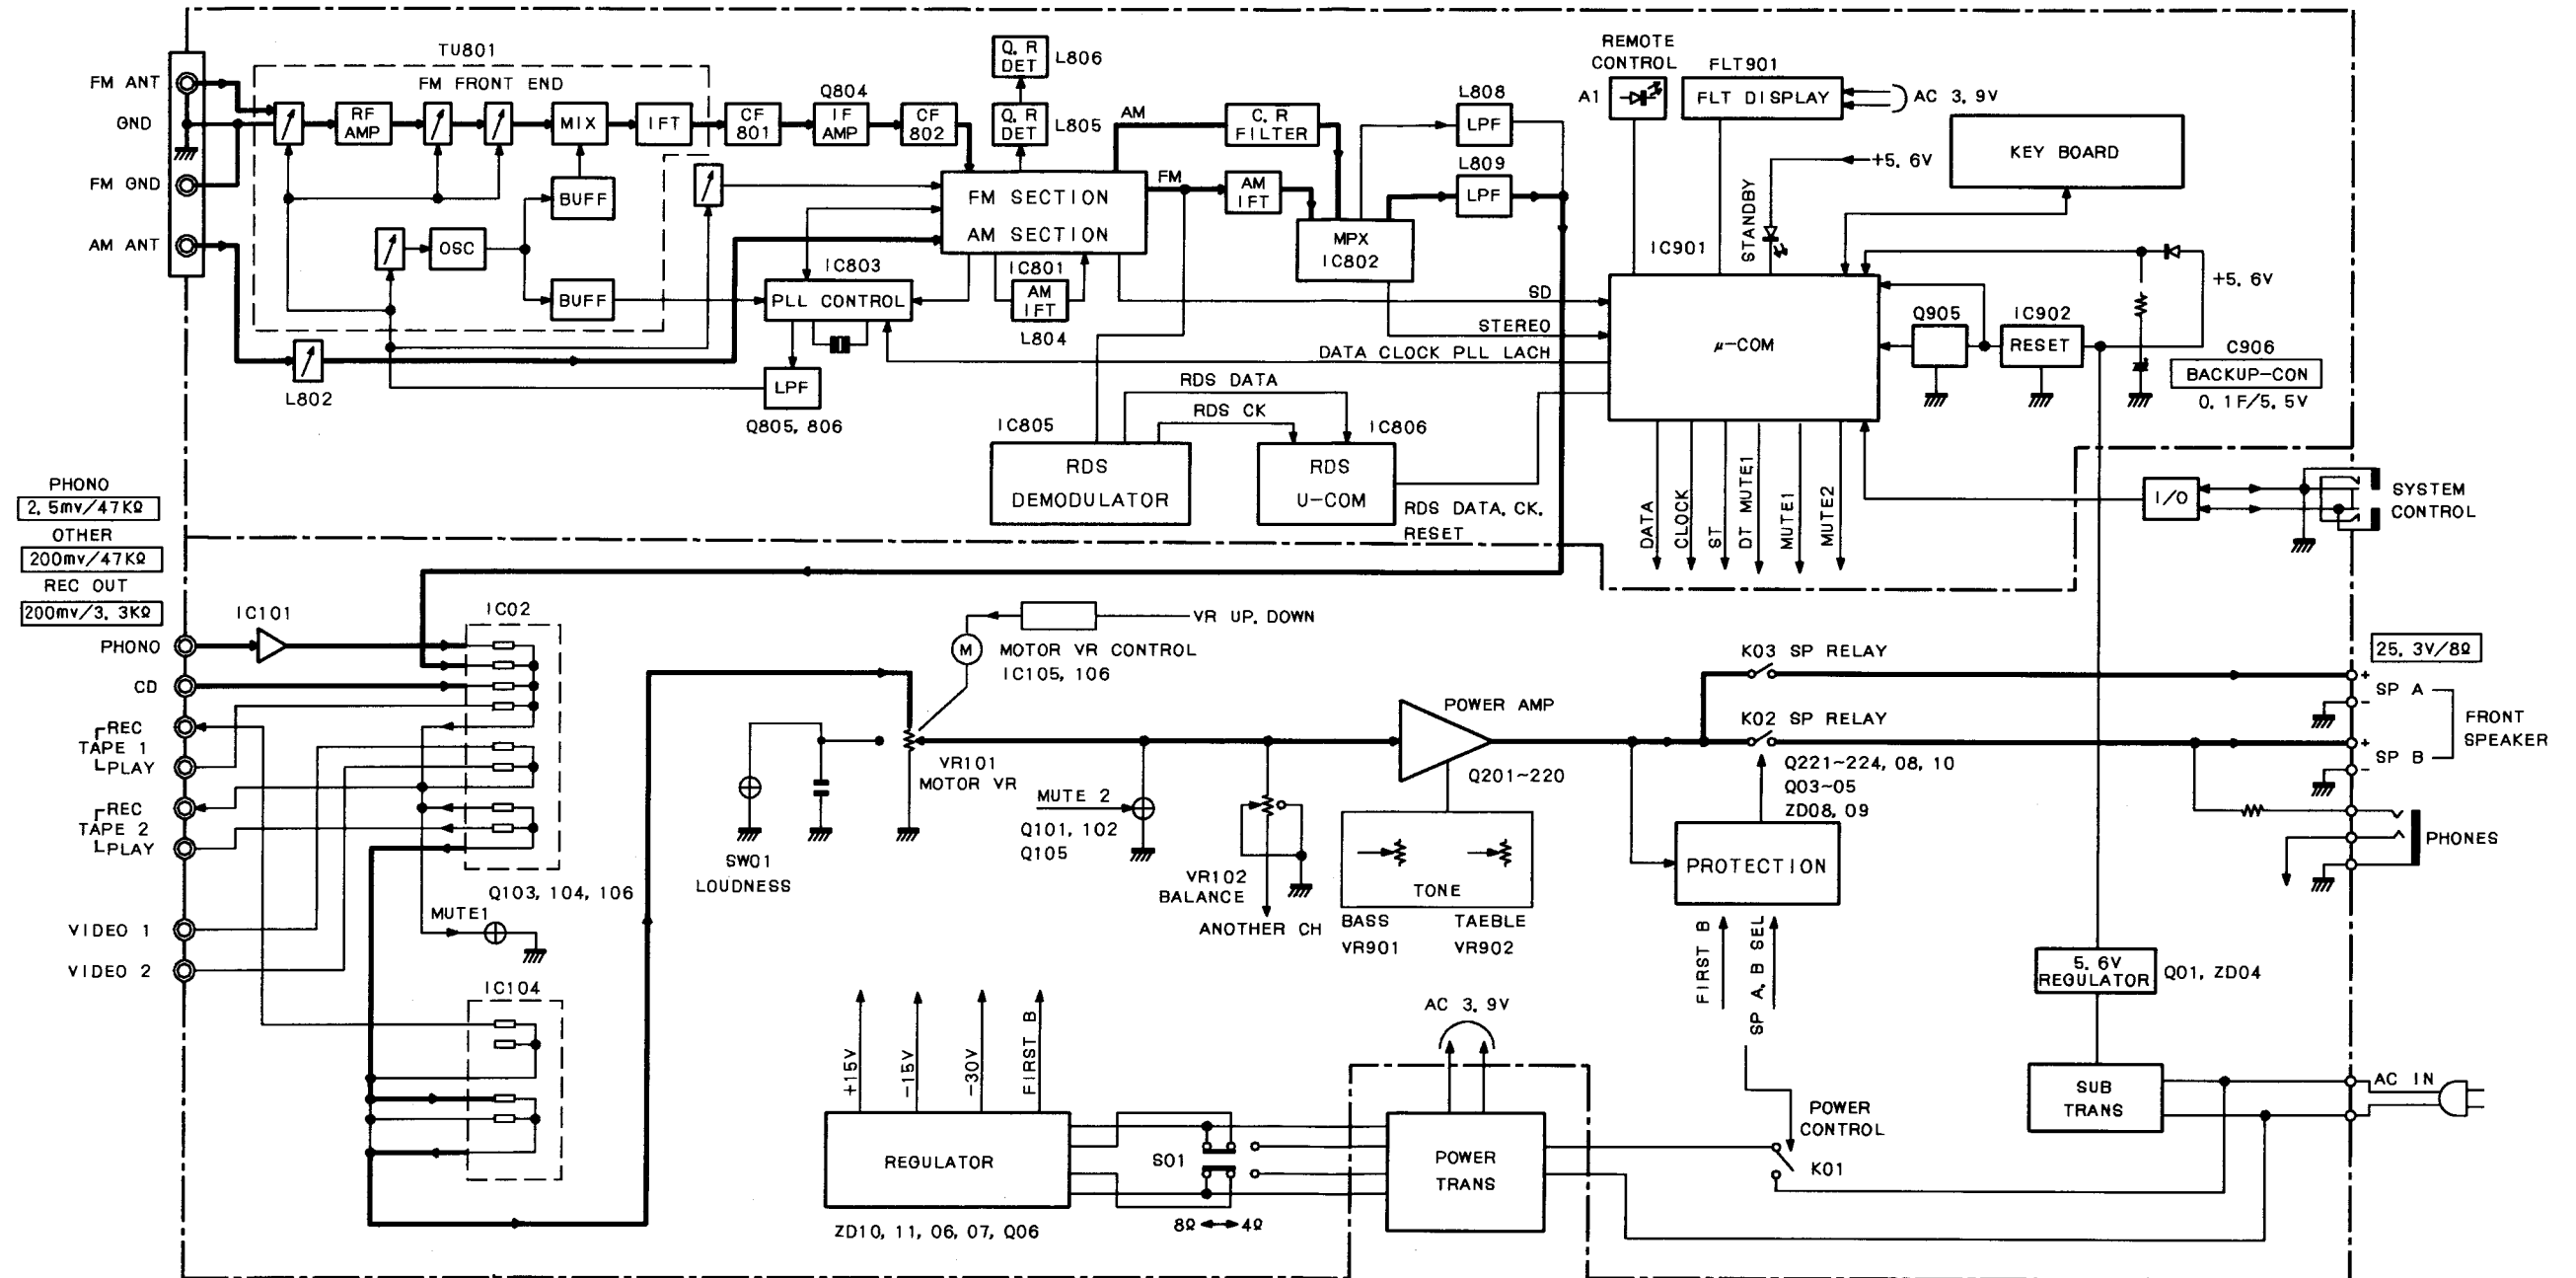 TU801
FM FRONT END
FM ANT
GND
FM GND
AM ANT
RF
AMP
MIX
IFT
BUFF
OSC
BUFF
L802
CF
801
Q804
IF
AMP
CF
802
Q.R
DET
L806
Q.R
DET
L805
FM SECTION
AM SECTION
IC803
PLL CONTROL
LPF
Q805, 806
IC801
AM
IFT
L804
AM
FM
C.R
FILTER
AM
IFT
MPX
IC802
L808
LPF
L809
LPF
SD
STEREO
DATA CLOCK PLL LACH
RDS DATA
RDS CK
IC805
RDS
DEMODULATOR
IC806
RDS
U-COM
RDS DATA, CK,
RESET
REMOTE
CONTROL
A1
FLT901
FLT DISPLAY
AC 3, 9V
KEY BOARD
+5, 6V
STANDBY
IC901
μ-COM
+5, 6V
Q905
IC902
RESET
C906
BACKUP-CON
0, 1F/5, 5V
DATA
CLOCK
ST
DT MUTE1
MUTE1
MUTE2
I/O
SYSTEM
CONTROL
PHONO
2, 5mv/47KΩ
OTHER
200mv/47KΩ
REC OUT
200mv/3, 3KΩ
PHONO
IC101
IC02
CD
REC
TAPE 1
PLAY
REC
TAPE 2
PLAY
VIDEO 1
VIDEO 2
Q103, 104, 106
MUTE1
IC104
VR UP, DOWN
M
MOTOR VR CONTROL
IC105, 106
VR101
MOTOR VR
SW01
LOUDNESS
MUTE 2
Q101, 102
Q105
VR102
BALANCE
ANOTHER CH
POWER AMP
Q201~220
TONE
BASS
VR901
TAEBLE
VR902
K03 SP RELAY
K02 SP RELAY
Q221~224, 08, 10
Q03~05
ZD08, 09
PROTECTION
FIRST B
SP A, B SEL
25, 3V/8Ω
+
SP A
-
+
SP B
-
FRONT
SPEAKER
PHONES
5, 6V
REGULATOR
Q01, ZD04
SUB
TRANS
AC IN
+15V
-15V
-30V
FIRST B
REGULATOR
ZD10, 11, 06, 07, Q06
S01
8Ω
4Ω
AC 3, 9V
POWER
TRANS
POWER
CONTROL
K01